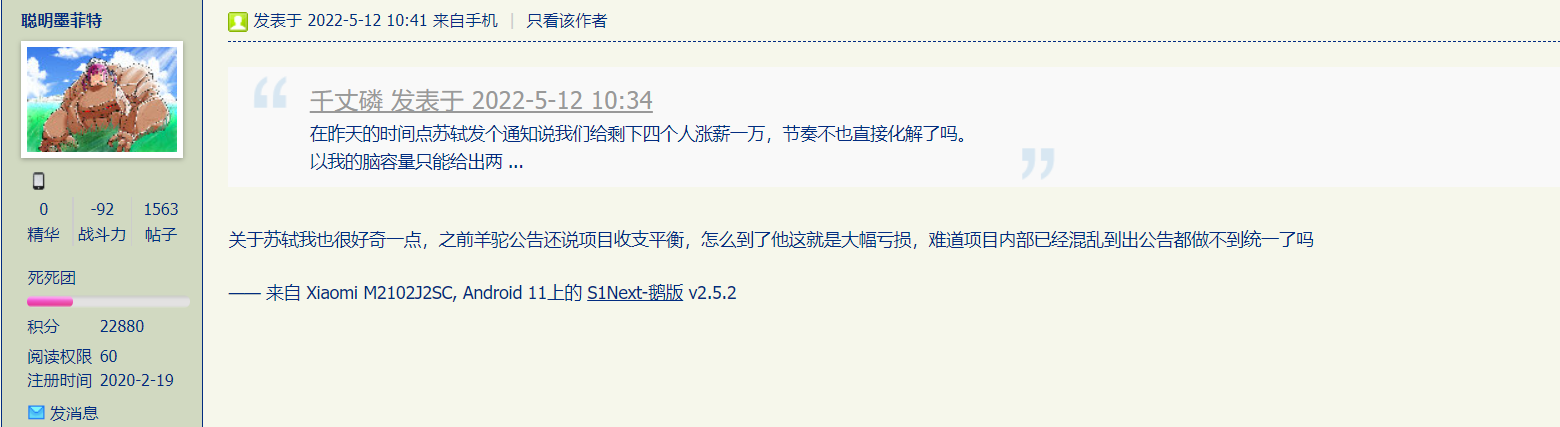 聪明墨菲特
0 -92 1563
精华 战斗力 帖子
死死团
积分 22880
阅读权限 60
注册时间 2020-2-19
发消息
发表于 2022-5-12 10:41 来自手机 | 只看该作者
千丈磷 发表于 2022-5-12 10:34
在昨天的时间点苏轼发个通知说我们给剩下四个人涨薪一万，节奏不也直接化解了吗。
以我的脑容量只能给出两 ...
关于苏轼我也很好奇一点，之前羊驼公告还说项目收支平衡，怎么到了他这就是大幅亏损，难道项目内部已经混乱到出公告都做不到统一了吗
—— 来自 Xiaomi M2102J2SC, Android 11上的 S1Next-鹅版 v2.5.2